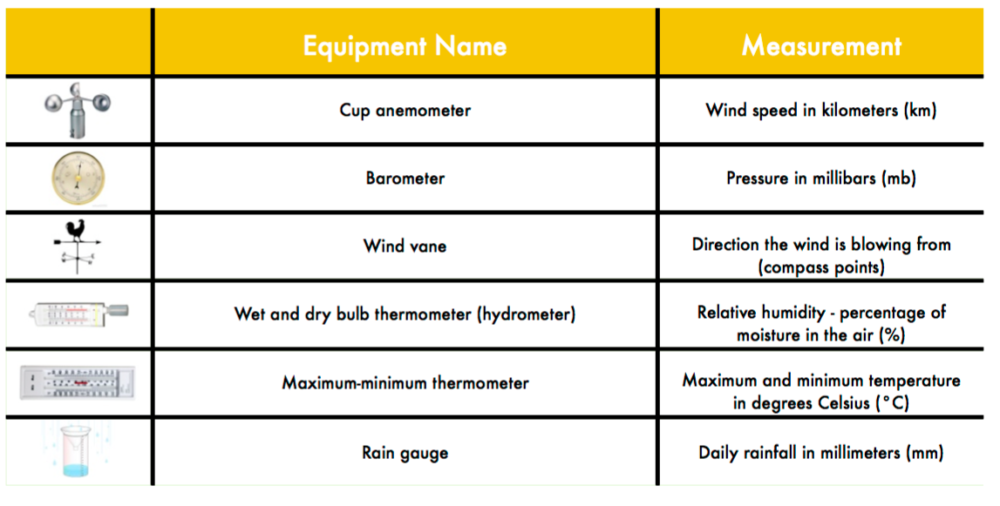 Equipment Name
Measurement
Cup anemometer
Wind speed in kilometers (km)
Barometer
Pressure in millibars (mb)
Wind vane
Direction the wind is blowing from
(compass points)
Wet and dry bulb thermometer (hydrometer)
Relative humidity - percentage of
moisture in the air (%)
Maximum-minimum thermometer
Maximum and minimum temperature
in degrees Celsius (°C)
Rain gauge
Daily rainfall in millimeters (mm)